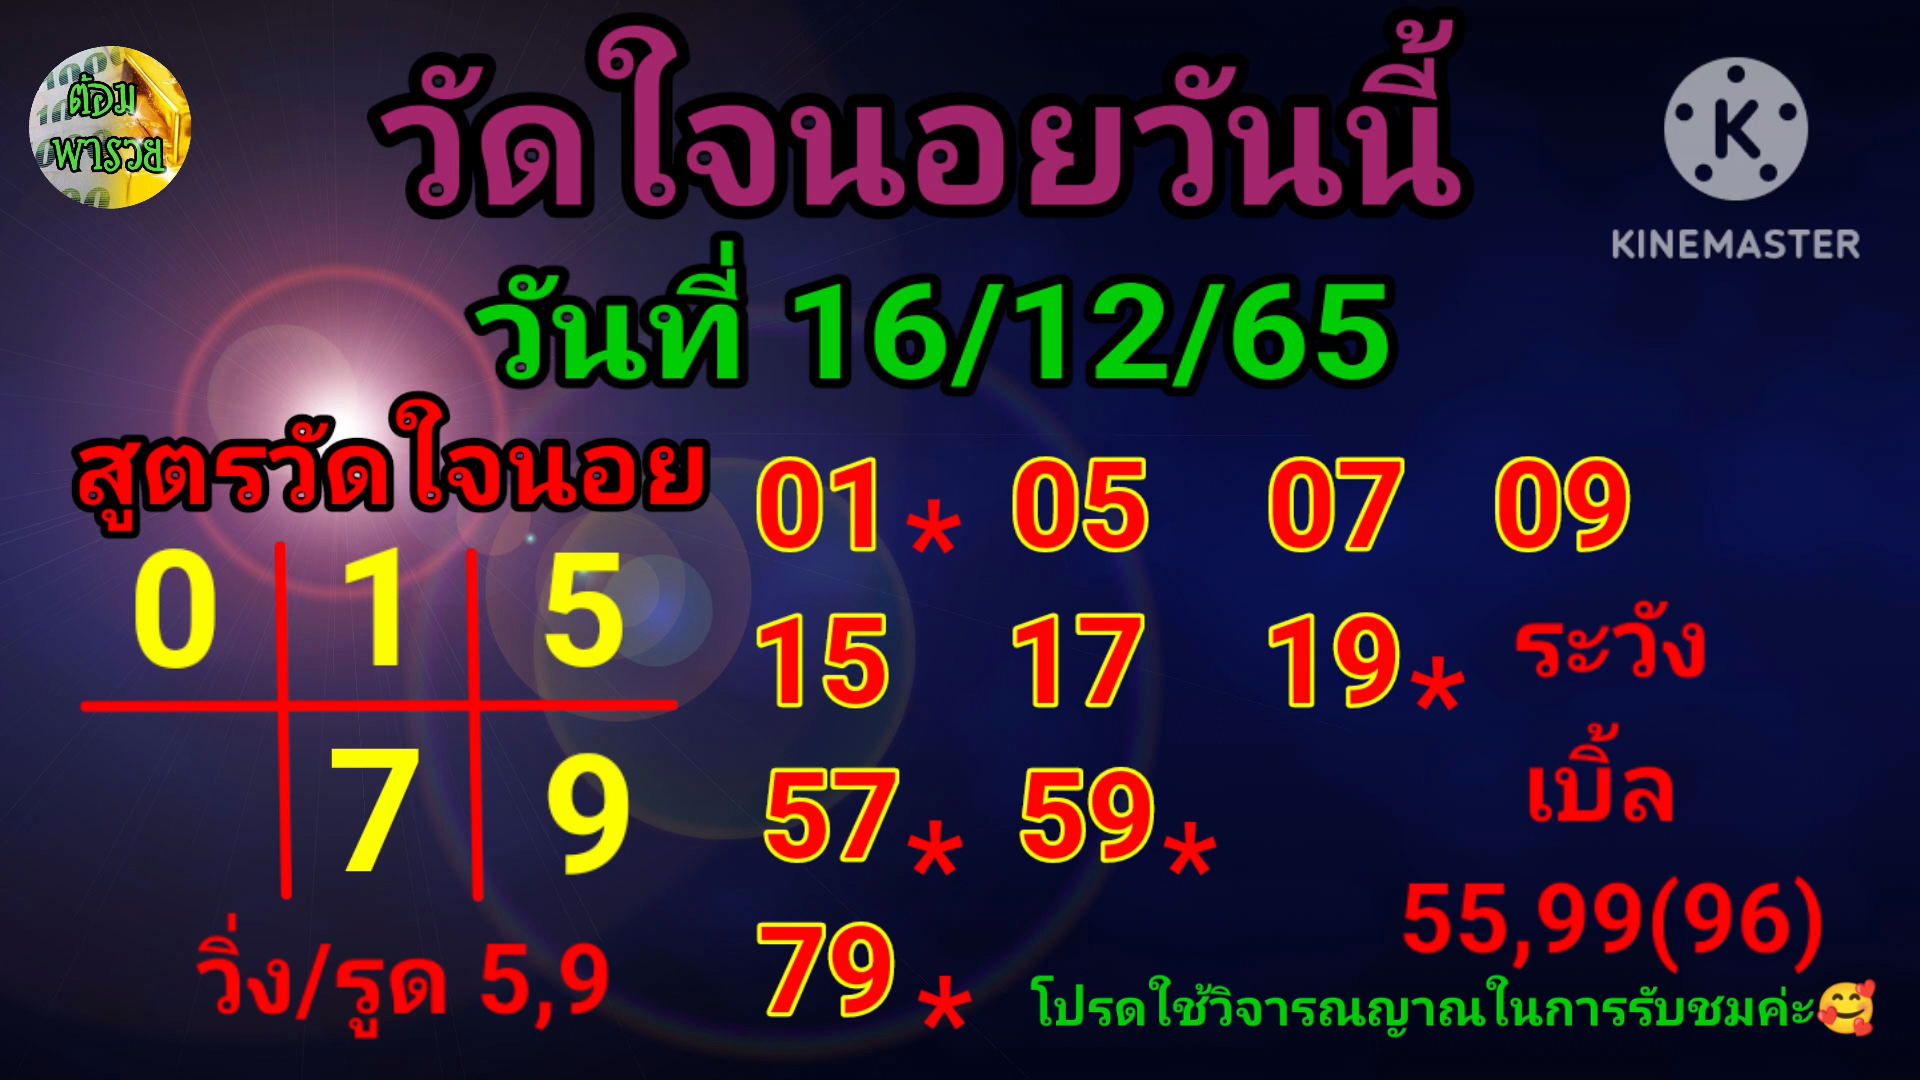 ต้อม
พารวย
วัดใจนอยวันนี้
KINEMASTER
วันที่ 16/12/65
สูตรวัดใจนอย
0 1 5
7 9
วิ่ง/รูด 5,9
01* 05 07 09
15 17 19*
57* 59*
79*
ระวัง
เบิ้ล
55,99(96)
โปรดใช้วิจารณญาณในการรับชมค่ะ🥰